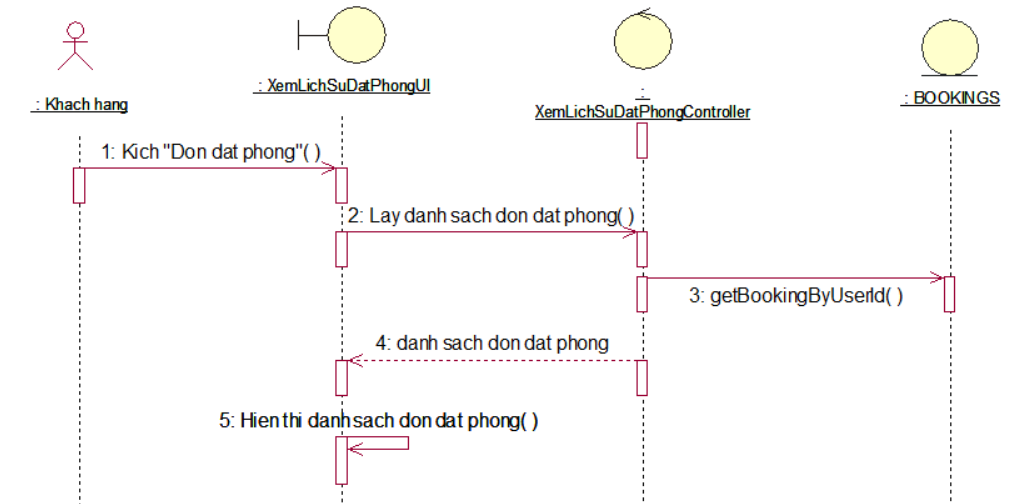 : Khach hang
: XemLichSuDatPhongUI
:
XemLichSuDatPhongController
: BOOKINGS
1: Kich "Don dat phong"( )
2: Lay danh sach don dat phong( )
3: getBookingByUserId( )
4: danh sach don dat phong
5: Hien thi danh sach don dat phong( )